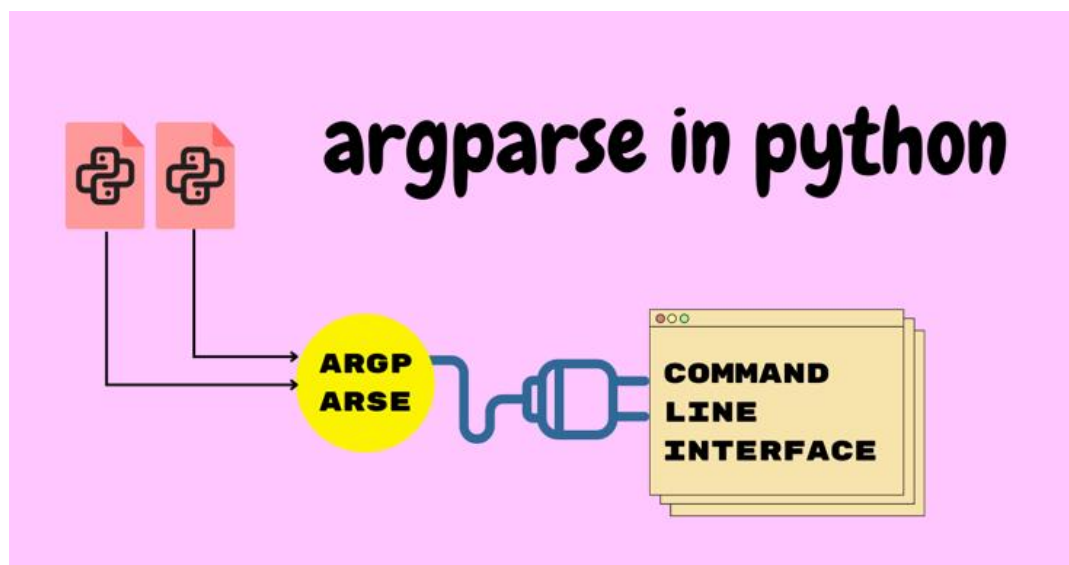 argparse in python
ARGP
ARSE
COMMAND
LINE
INTERFACE